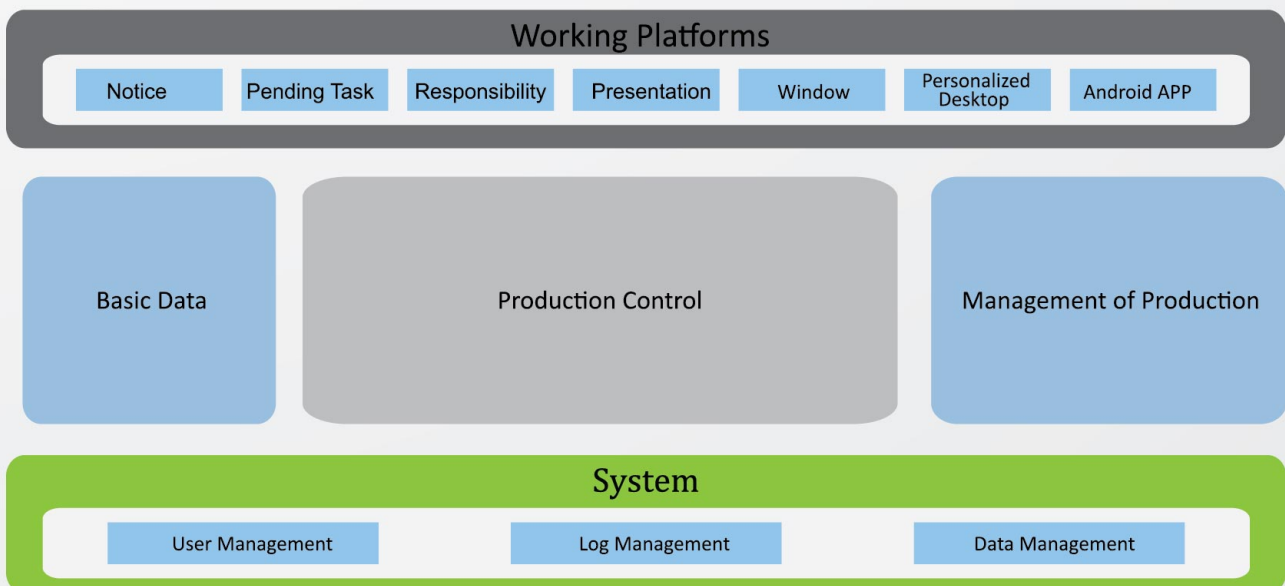 Working Platforms
Notice
Pending Task
Responsibility
Presentation
Window
Personalized
Desktop
Android APP
Basic Data
Production Control
Management of Production
System
User Management
Log Management
Data Management